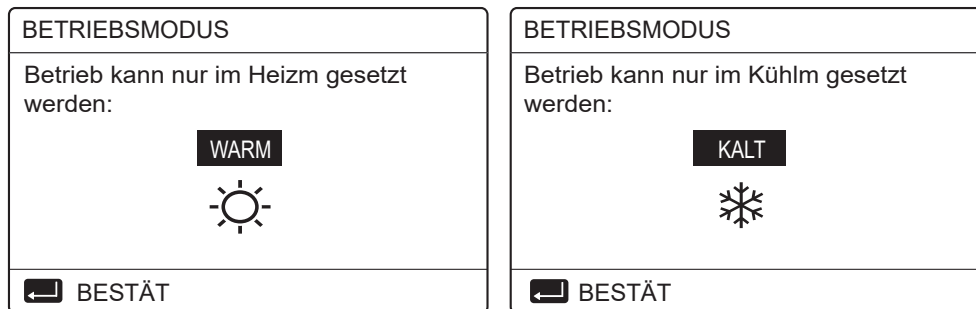 BETRIEBSMODUS
Betrieb kann nur im Heizm gesetzt
werden:
WARM
BESTÄT
BETRIEBSMODUS
Betrieb kann nur im Kühlm gesetzt
werden:
KALT
BESTÄT